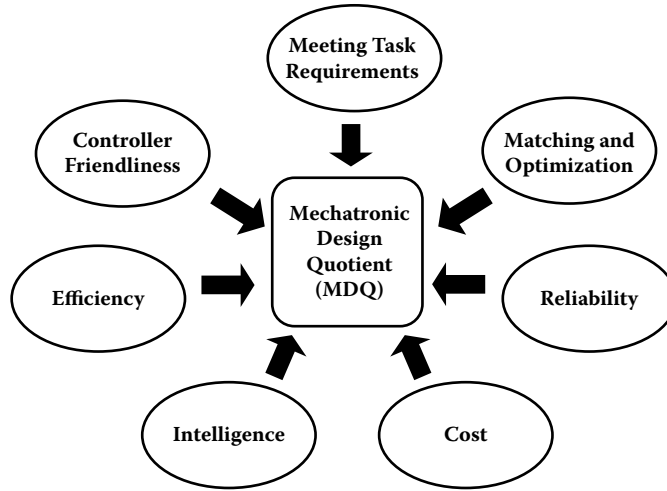 Meeting Task
Requirements
Controller
Friendliness
Matching and
Optimization
Mechatronic
Design
Quotient
(MDQ)
Efficiency
Reliability
Intelligence
Cost